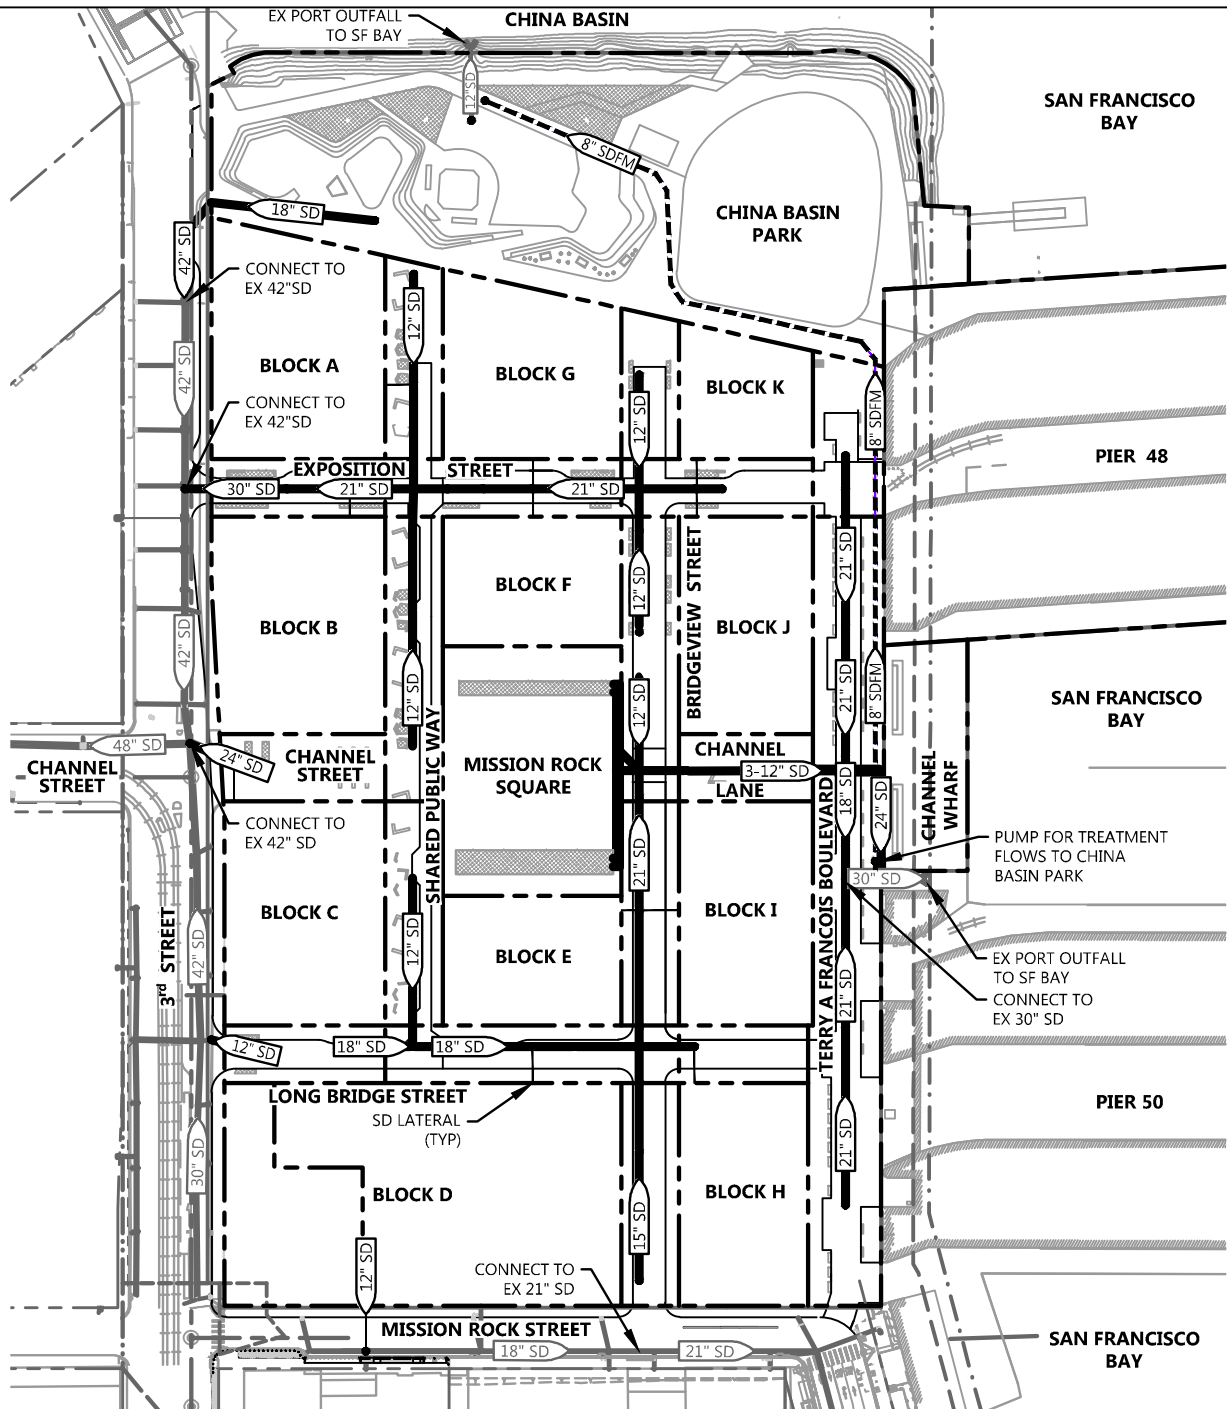 EX PORT OUTFALL
TO SF BAY
CHINA BASIN
SAN FRANCISCO
BAY
12"SD
8" SDFM
18" SD
CHINA BASIN
PARK
42" SD
CONNECT TO
EX 42"SD
12" SD
42" SD
BLOCK A
BLOCK G
BLOCK K
CONNECT TO
EX 42"SD
12" SD
8" SDFM
PIER 48
EXPOSITION
STREET
30" SD
21" SD
21" SD
BLOCK F
12" SD
21" SD
BRIDGEVIEW STREET
BLOCK B
BLOCK J
42" SD
12" SD
12" SD
21" SD
8" SDFM
SAN FRANCISCO
BAY
48" SD
24" SD
CHANNEL
STREET
CHANNEL
STREET
SHARED PUBLIC WAY
MISSION ROCK
SQUARE
CHANNEL
LANE
3-12" SD
18" SD
24" SD
CHANNEL
WHARF
CONNECT TO
EX 42" SD
PUMP FOR TREATMENT
FLOWS TO CHINA
BASIN PARK
21" SD
30" SD
TERRY A FRANCOIS BOULEVARD
BLOCK C
BLOCK I
3rd STREET
42" SD
12" SD
BLOCK E
EX PORT OUTFALL
TO SF BAY
21" SD
CONNECT TO
EX 30" SD
12" SD
18" SD
18" SD
LONG BRIDGE STREET
SD LATERAL
(TYP)
PIER 50
30" SD
21" SD
BLOCK D
BLOCK H
15" SD
12" SD
CONNECT TO
EX 21" SD
MISSION ROCK STREET
18" SD
21" SD
SAN FRANCISCO
BAY